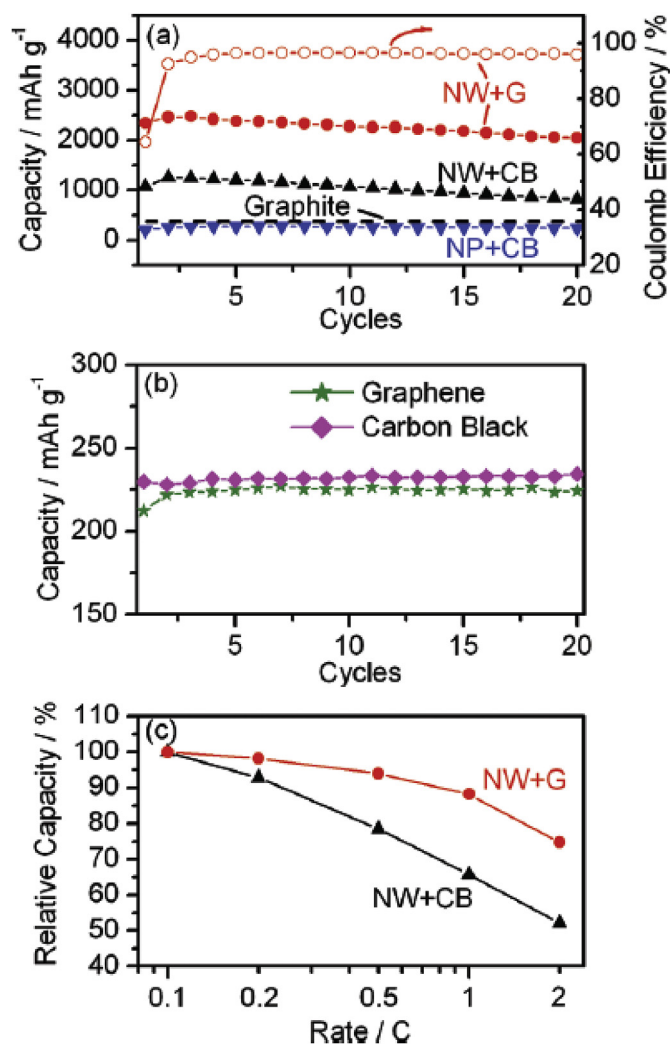 (a)
4000
3000
2000
1000
0
Capacity / mAh g-1
100
80
60
40
20
Coulomb Efficiency / %
NW+G
NW+CB
Graphite
NP+CB
5
10
15
20
Cycles
(b)
300
250
200
150
Capacity / mAh g-1
Graphene
Carbon Black
5
10
15
20
Cycles
(c)
110
100
90
80
70
60
50
40
Relative Capacity / %
NW+G
NW+CB
0.1
0.2
0.5
1
2
Rate / C